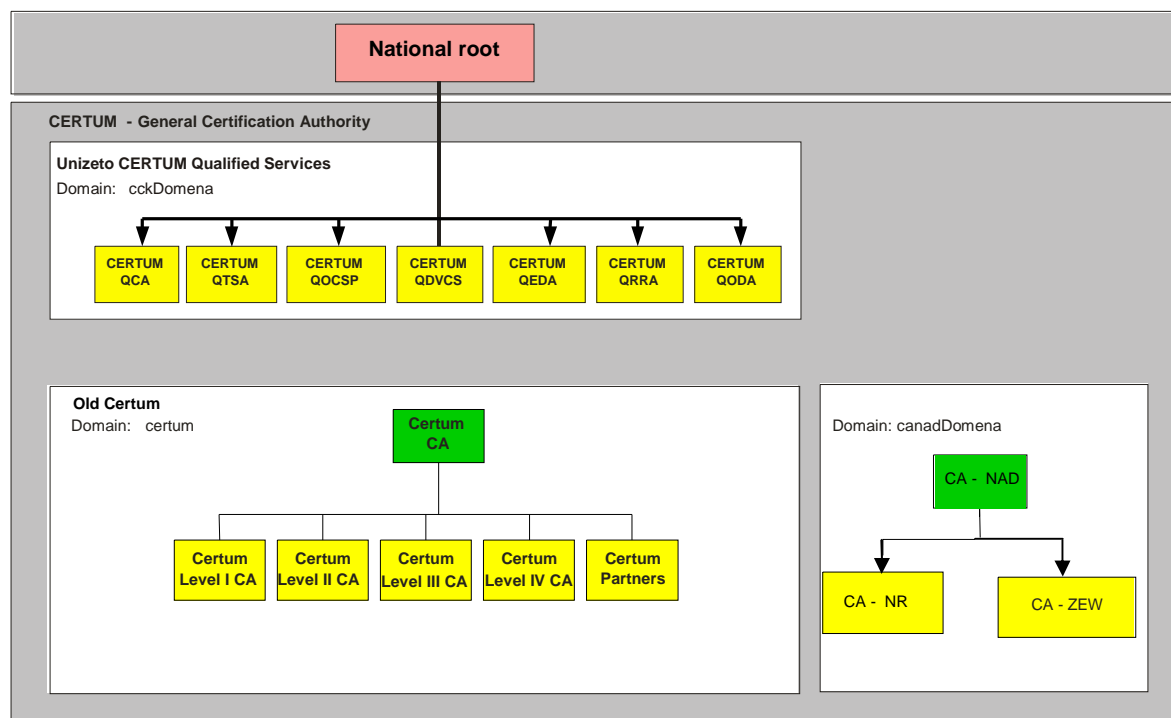 National root
CERTUM - General Certification Authority
Unizeto CERTUM Qualified Services
Domain: cckDomena
CERTUM
QCA
CERTUM
QTSA
CERTUM
QOCSP
CERTUM
QDVCS
CERTUM
QEDA
CERTUM
QRRA
CERTUM
QODA
Old Certum
Domain: certum
Certum
CA
Certum
Level I CA
Certum
Level II CA
Certum
Level III CA
Certum
Level IV CA
Certum
Partners
Domain: canadDomena
CA - NAD
CA - NR
CA - ZEW